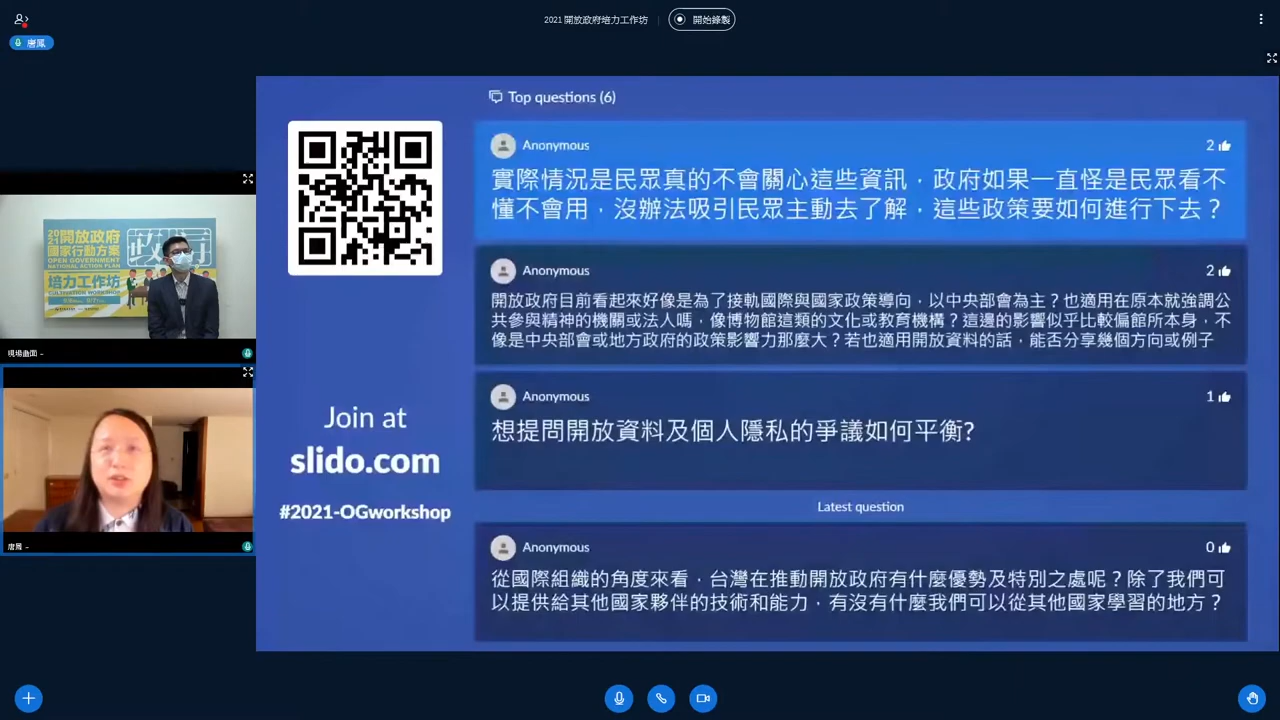 2021 開放政府培力工作坊
開始錄製
唐鳳
Top questions (6)
Anonymous
2
實際情況是民眾真的不會關心這些資訊，政府如果一直怪是民眾看不
懂不會用，沒辦法吸引民眾主動去了解，這些政策要如何進行下去？
Anonymous
2
開放政府目前看起來好像是為了接軌國際與國家政策導向，以中央部會為主？也適用在原本就強調公
共參與精神的機關或法人嗎，像博物館這類的文化或教育機構？這邊的影響似乎比較偏館所本身，不
像是中央部會或地方政府的政策影響力那麼大？若也適用開放資料的話，能否分享幾個方向或例子
Anonymous
1
想提問開放資料及個人隱私的爭議如何平衡?
Latest question
Anonymous
0
從國際組織的角度來看，台灣在推動開放政府有什麼優勢及特別之處呢？除了我們可
以提供給其他國家夥伴的技術和能力，有沒有什麼我們可以從其他國家學習的地方？
Join at
slido.com
#2021-OGworkshop
2021開放政府
國家行動方案
OPEN GOVERNMENT
NATIONAL ACTION PLAN
培力工作坊
現場畫面 –
唐鳳 –